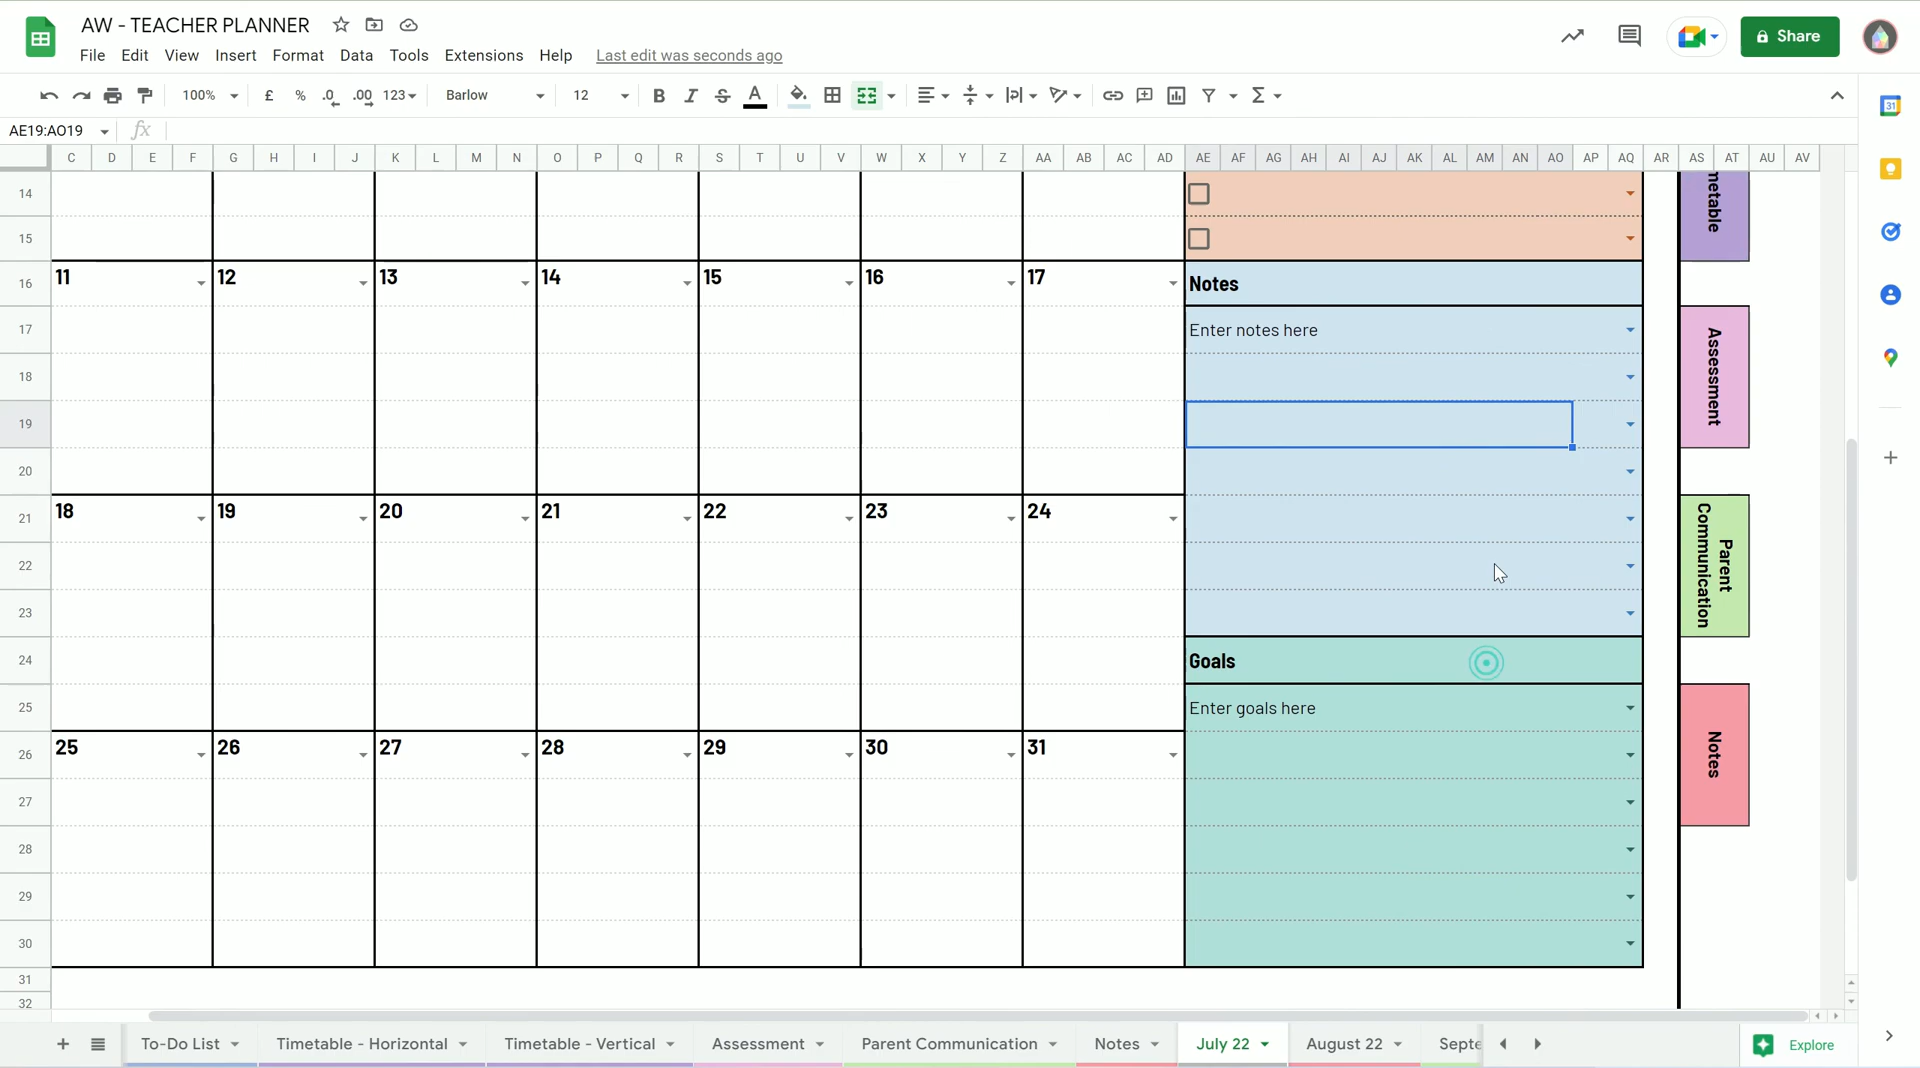 AW - TEACHER PLANNER
File Edit View Insert Format Data Tools Extensions Help Last edit was seconds ago
Share
100% £ % .0 .00 123 Barlow 12 B I S A
31
AE19:AO19 fx
C D E F G H I J K L M N O P Q R S T U V W X Y Z AA AB AC AD AE AF AG AH AI AJ AK AL AM AN AO AP AQ AR AS AT AU AV
14
15
metable
16 11 12 13 14 15 16 17 Notes
17 Enter notes here
18
Assessment
19
20
21 18 19 20 21 22 23 24
22
Parent
Communication
23
24 Goals
25 Enter goals here
26 25 26 27 28 29 30 31
Notes
27
28
29
30
31
32
To-Do List Timetable - Horizontal Timetable - Vertical Assessment Parent Communication Notes July 22 August 22 Septe Explore